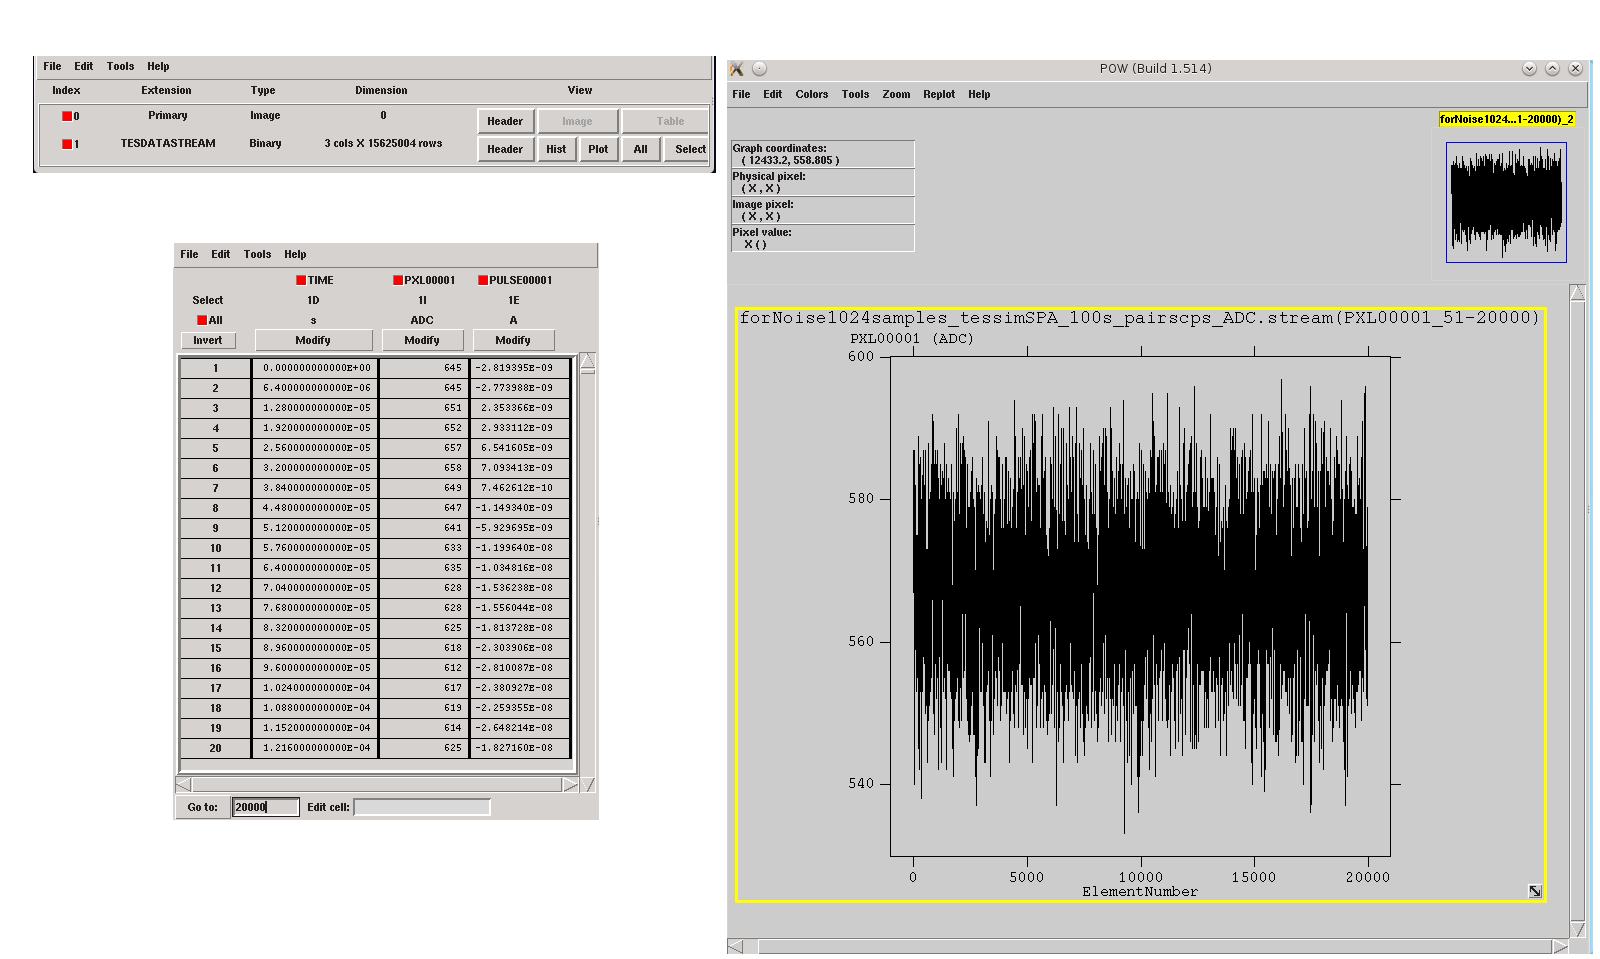 File Edit Tools Help
Index Extension Type Dimension View
0 Primary Image 0 Header Image Table
1 TESDATASTREAM Binary 3 cols X 15625004 rows Header Hist Plot All Select
File Edit Tools Help
TIME PXL00001 PULSE00001
Select 1D 1I 1E
All s ADC A
Invert Modify Modify Modify
1 0.000000000000E+00 645 -2.819395E-09
2 6.400000000000E-06 645 -2.773988E-09
3 1.280000000000E-05 651 2.353366E-09
4 1.920000000000E-05 652 2.933112E-09
5 2.560000000000E-05 657 6.541605E-09
6 3.200000000000E-05 658 7.093413E-09
7 3.840000000000E-05 649 7.462612E-10
8 4.480000000000E-05 647 -1.149340E-09
9 5.120000000000E-05 641 -5.929695E-09
10 5.760000000000E-05 633 -1.199640E-08
11 6.400000000000E-05 635 -1.034816E-08
12 7.040000000000E-05 628 -1.536238E-08
13 7.680000000000E-05 628 -1.556044E-08
14 8.320000000000E-05 625 -1.813728E-08
15 8.960000000000E-05 618 -2.303906E-08
16 9.600000000000E-05 612 -2.810087E-08
17 1.024000000000E-04 617 -2.380927E-08
18 1.088000000000E-04 619 -2.259355E-08
19 1.152000000000E-04 614 -2.648214E-08
20 1.216000000000E-04 625 -1.827160E-08
Go to: 20000 Edit cell:
POW (Build 1.514)
File Edit Colors Tools Zoom Replot Help
forNoise1024...1-20000)_2
Graph coordinates:
( 12433.2, 558.805 )
Physical pixel:
( X , X )
Image pixel:
( X , X )
Pixel value:
X ( )
forNoise1024samples_tessimSPA_100s_pairscps_ADC.stream(PXL00001_51-20000)
PXL00001 (ADC)
600
580
560
540
0 5000 10000 15000 20000
ElementNumber